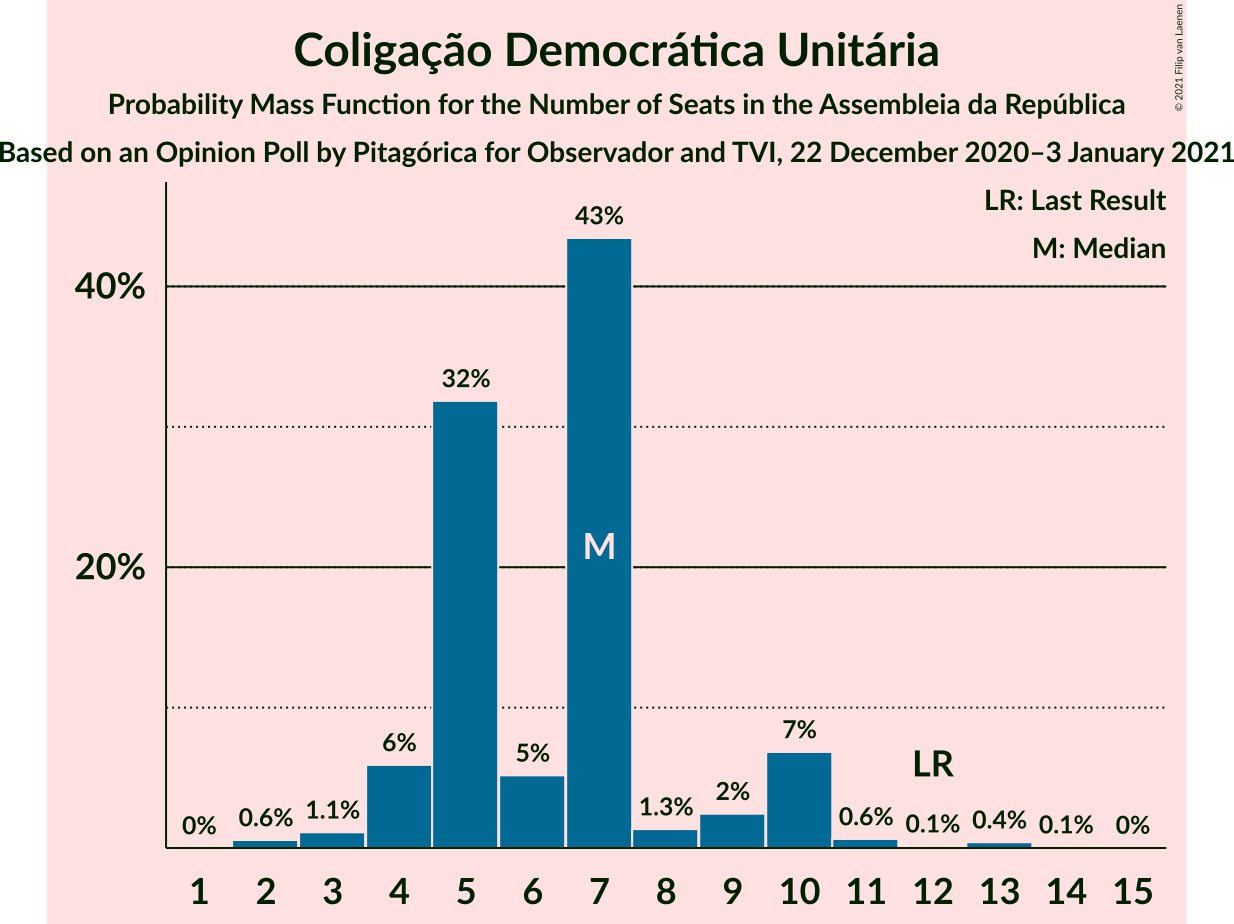 Coligação Democrática Unitária
Probability Mass Function for the Number of Seats in the Assembleia da República
Based on an Opinion Poll by Pitagórica for Observador and TVI, 22 December 2020–3 January 2021
© 2021 Filip van Laenen
LR: Last Result
M: Median
40%
20%
0%
0.6%
1.1%
6%
32%
5%
43%
M
1.3%
2%
7%
0.6%
LR
0.1%
0.4%
0.1%
0%
1 2 3 4 5 6 7 8 9 10 11 12 13 14 15